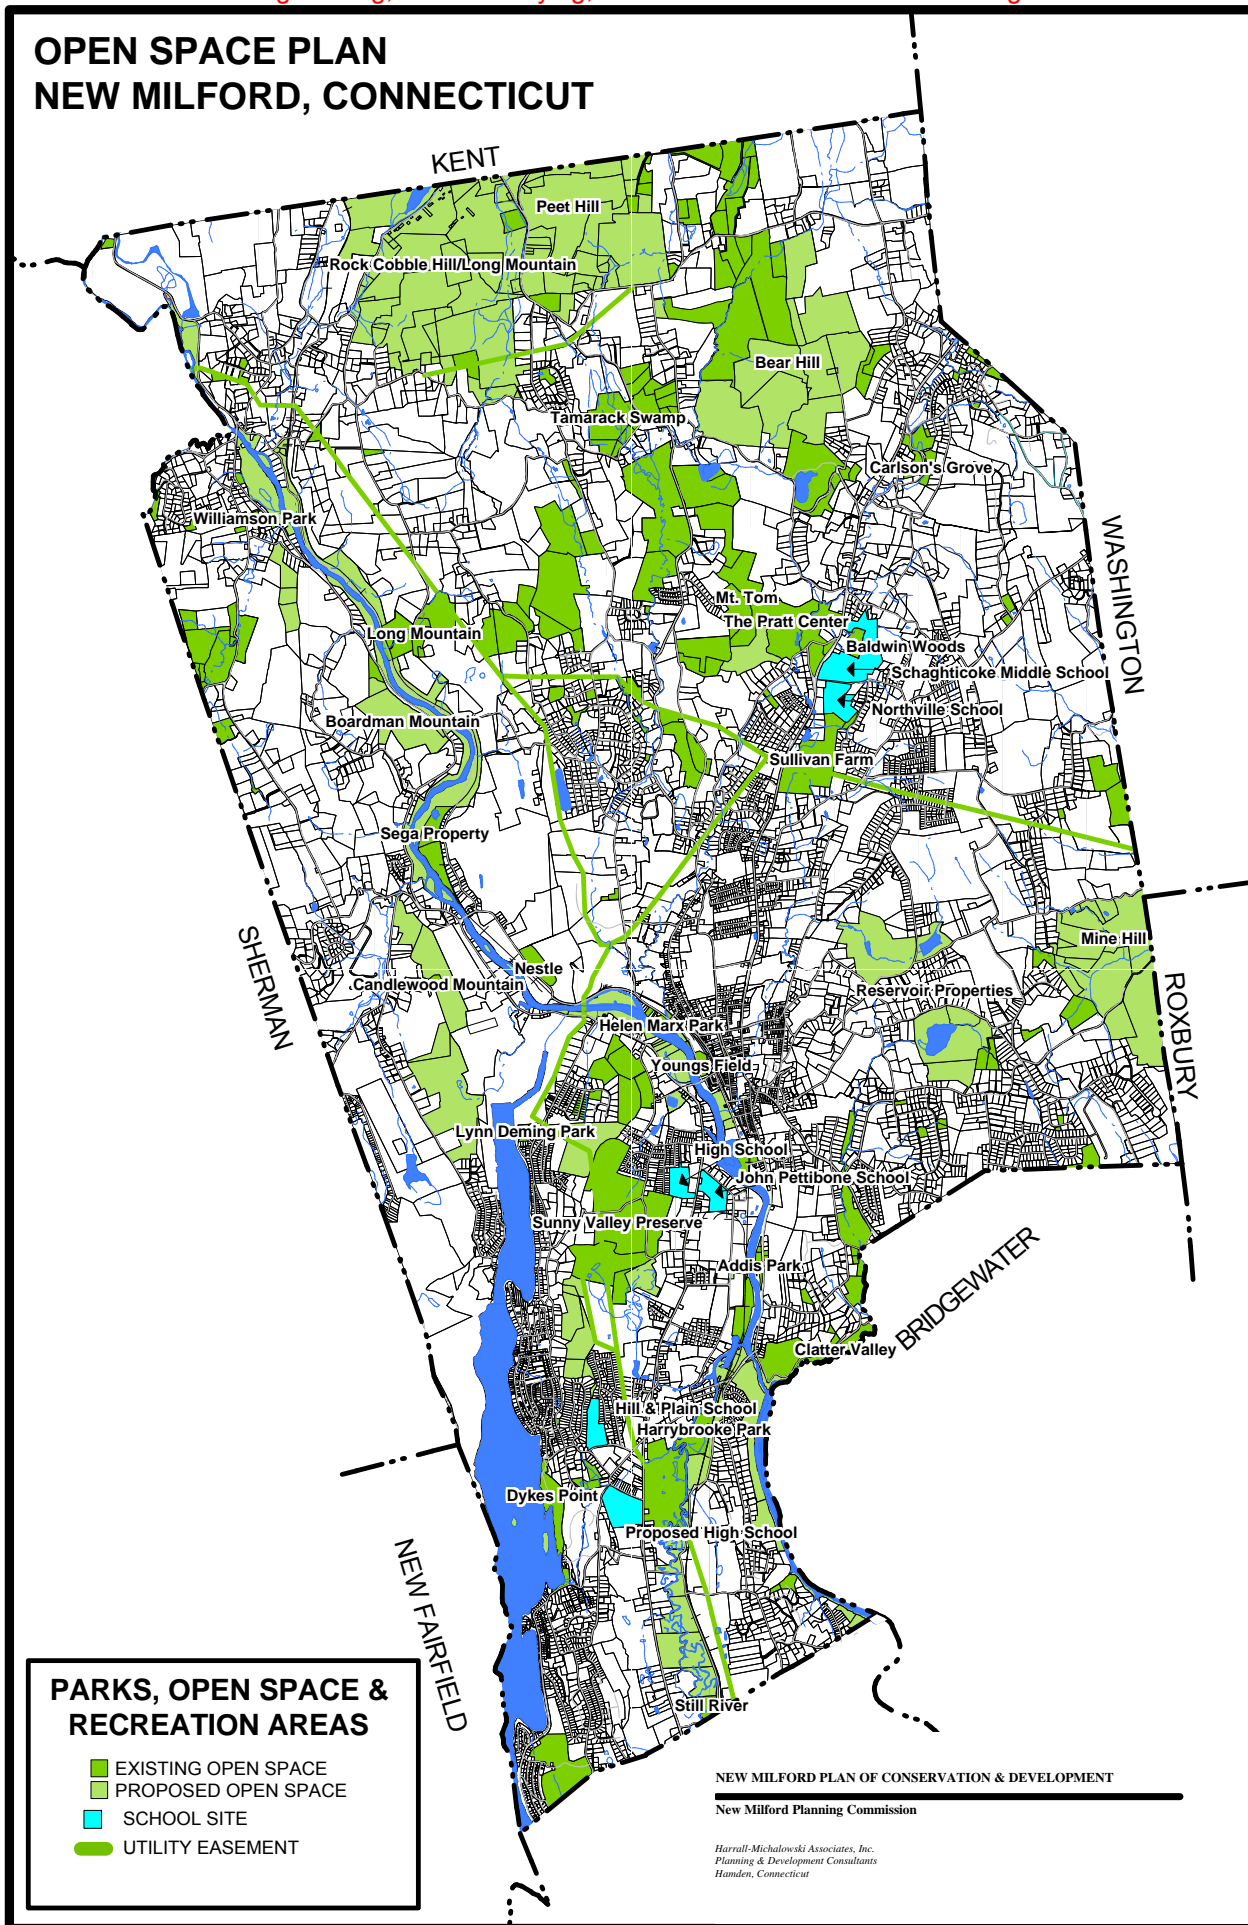 OPEN SPACE PLAN
NEW MILFORD, CONNECTICUT
KENT
Peet Hill
Rock Cobble Hill/Long Mountain
Bear Hill
Tamarack Swamp
Carlson's Grove
Williamson Park
WASHINGTON
Mt. Tom
The Pratt Center
Long Mountain
Baldwin Woods
Schaghticoke Middle School
Northville School
Boardman Mountain
Sullivan Farm
Sega Property
SHERMAN
Mine Hill
Nestle
Candlewood Mountain
Reservoir Properties
ROXBURY
Helen Marx Park
Youngs Field
Lynn Deming Park
High School
John Pettibone School
Sunny Valley Preserve
Addis Park
BRIDGEWATER
Clatter Valley
Hill & Plain School
Harrybrooke Park
Dykes Point
Proposed High School
NEW FAIRFIELD
Still River
PARKS, OPEN SPACE &
RECREATION AREAS
EXISTING OPEN SPACE
PROPOSED OPEN SPACE
SCHOOL SITE
UTILITY EASEMENT
NEW MILFORD PLAN OF CONSERVATION & DEVELOPMENT
New Milford Planning Commission
Harrall-Michalowski Associates, Inc.
Planning & Development Consultants
Hamden, Connecticut